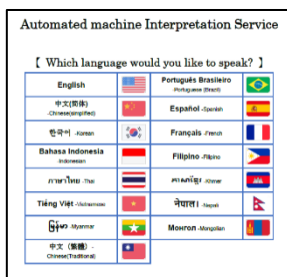 Automated machine Interpretation Service
【 Which language would you like to speak? 】
English
Português Brasileiro
-Portuguese (Brazil)
中文(简体)
-Chinese(simplified)
Español -Spanish
한국어 -Korean
Français -French
Bahasa Indonesia
-Indonesian
Filipino -Filipino
ภาษาไทย -Thai
ភាសាខ្មែរ -Khmer
Tiếng Việt -Vietnamese
नेपाल। -Nepali
မြန်မာ -Myanmar
Монгол -Mongolian
中文（繁體）-
Chinese(Traditional)